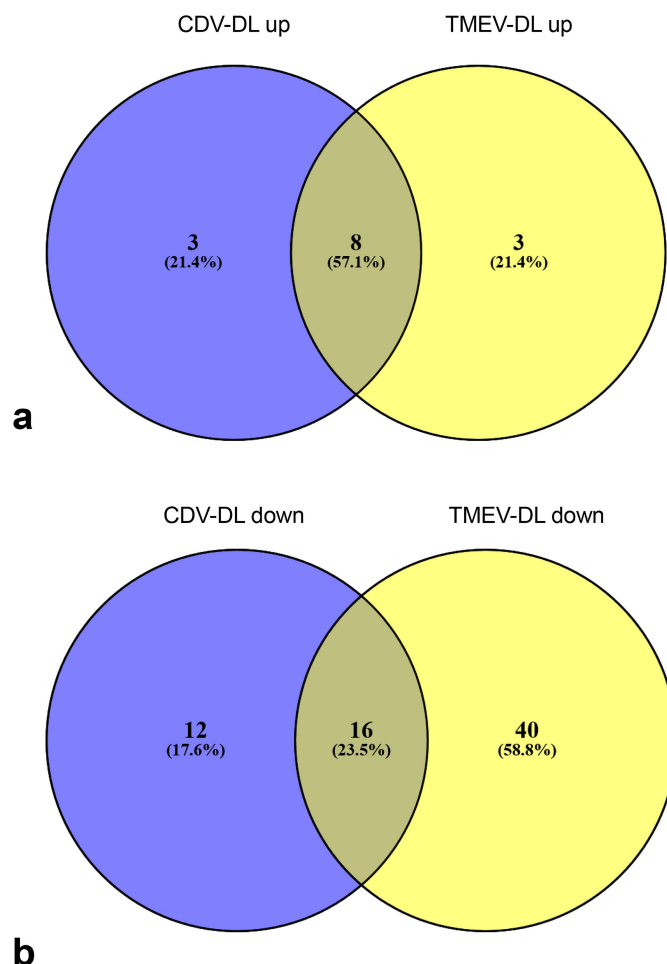 CDV-DL up TMEV-DL up
3 8 3
(21.4%) (57.1%) (21.4%)
a
CDV-DL down TMEV-DL down
12 16 40
(17.6%) (23.5%) (58.8%)
b